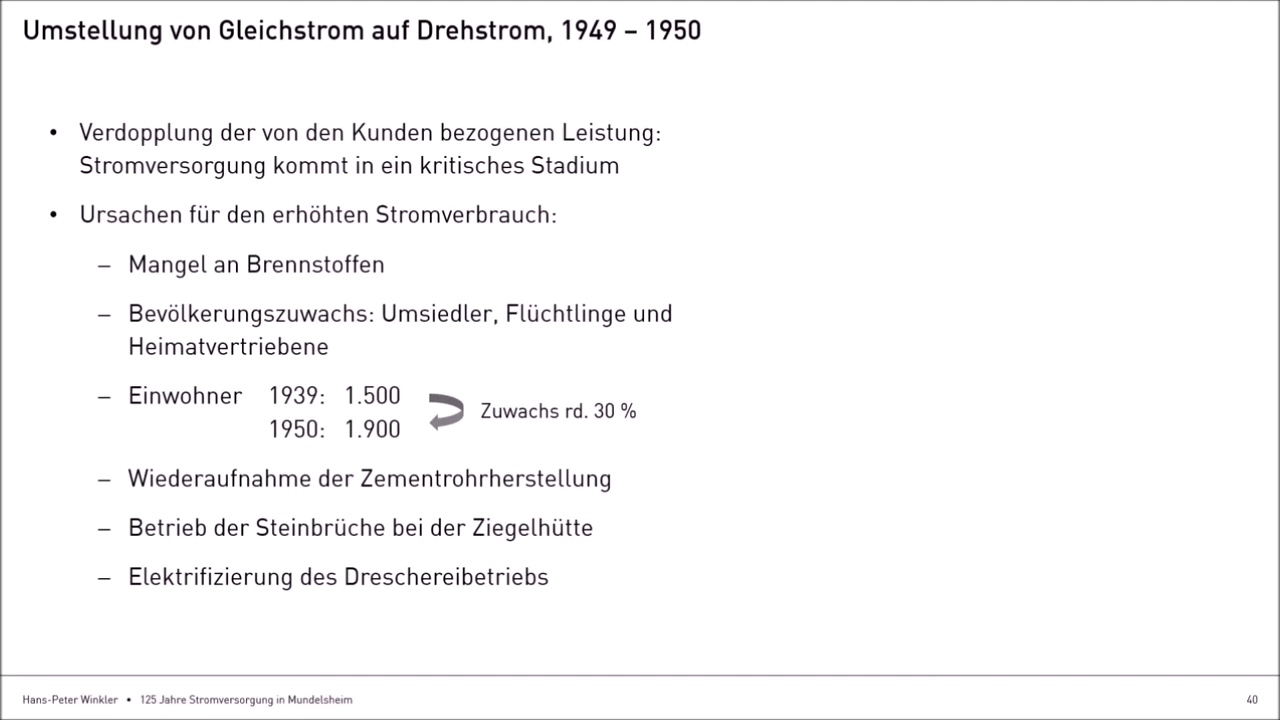 Umstellung von Gleichstrom auf Drehstrom, 1949 – 1950
• Verdopplung der von den Kunden bezogenen Leistung:
Stromversorgung kommt in ein kritisches Stadium
• Ursachen für den erhöhten Stromverbrauch:
– Mangel an Brennstoffen
– Bevölkerungszuwachs: Umsiedler, Flüchtlinge und
Heimatvertriebene
– Einwohner 1939: 1.500
Zuwachs rd. 30 %
1950: 1.900
– Wiederaufnahme der Zementrohrherstellung
– Betrieb der Steinbrüche bei der Ziegelhütte
– Elektrifizierung des Dreschereibetriebs
Hans-Peter Winkler • 125 Jahre Stromversorgung in Mundelsheim 40